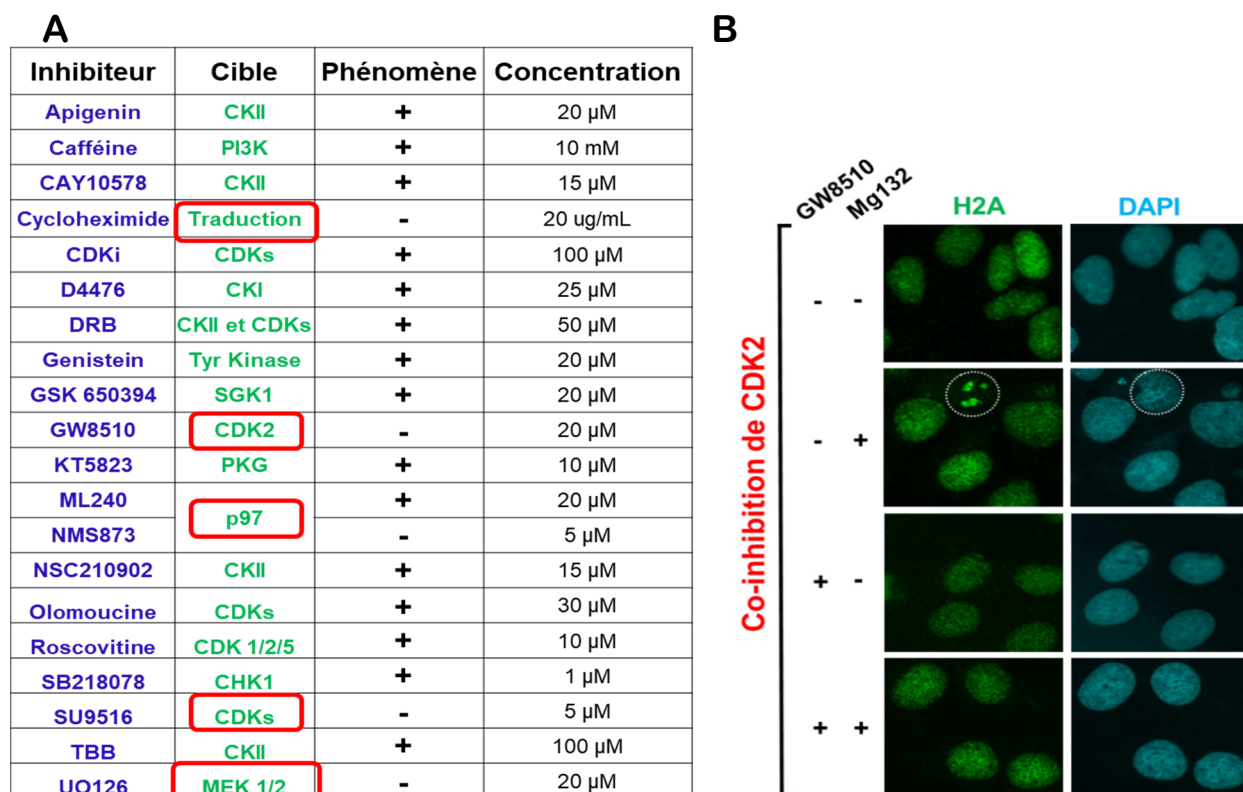 A
Inhibiteur Cible Phénomène Concentration
Apigenin CKII + 20 µM
Cafféine PI3K + 10 mM
CAY10578 CKII + 15 µM
Cycloheximide Traduction - 20 ug/mL
CDKi CDKs + 100 µM
D4476 CKI + 25 µM
DRB CKII et CDKs + 50 µM
Genistein Tyr Kinase + 20 µM
GSK 650394 SGK1 + 20 µM
GW8510 CDK2 - 20 µM
KT5823 PKG + 10 µM
ML240 + 20 µM
p97
NMS873 - 5 µM
NSC210902 CKII + 15 µM
Olomoucine CDKs + 30 µM
Roscovitine CDK 1/2/5 + 10 µM
SB218078 CHK1 + 1 µM
SU9516 CDKs - 5 µM
TBB CKII + 100 µM
UO126 MEK 1/2 - 20 µM
B
GW8510 Mg132 H2A DAPI
Co-inhibition de CDK2
- -
- +
+ -
+ +